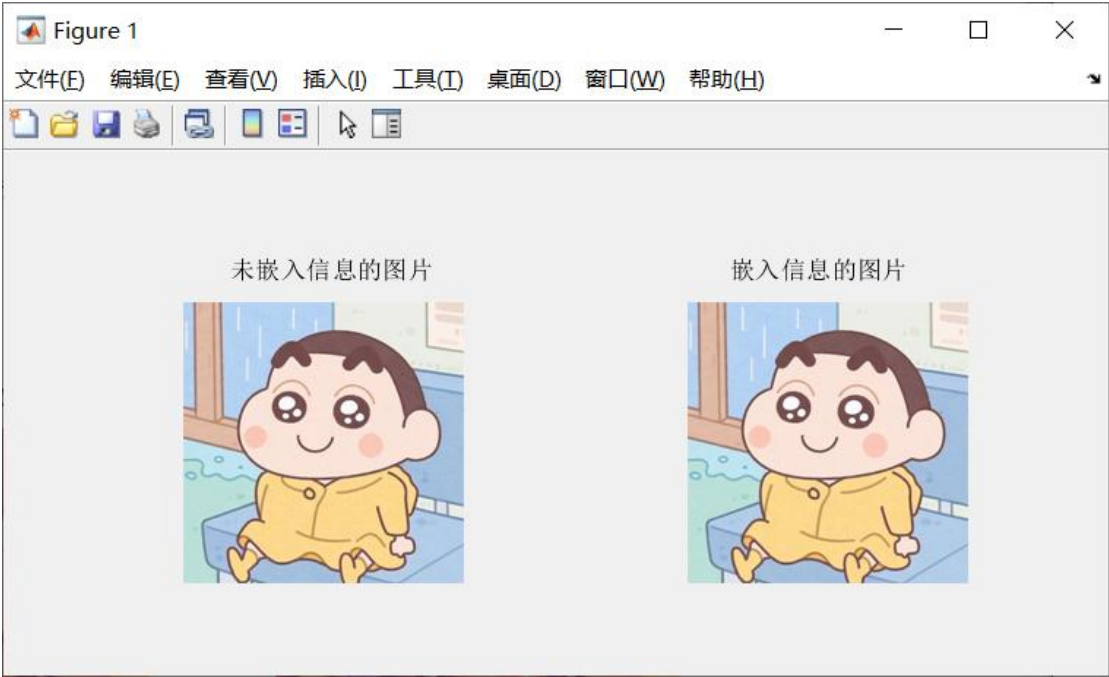 Figure 1
文件(F) 编辑(E) 查看(V) 插入(I) 工具(T) 桌面(D) 窗口(W) 帮助(H)
未嵌入信息的图片 嵌入信息的图片